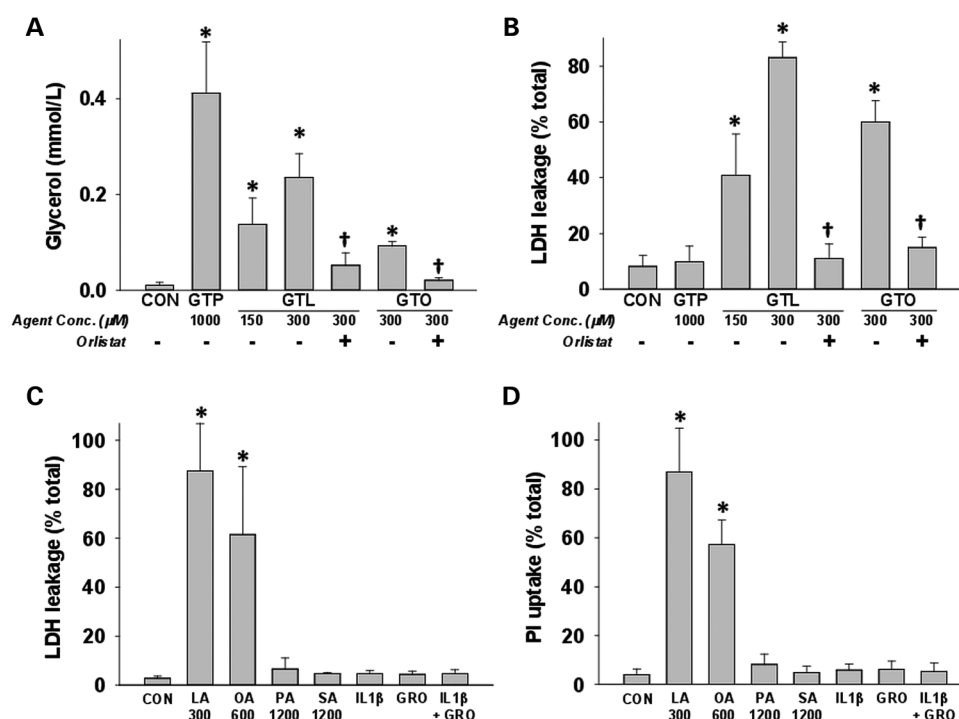 A
Glycerol (mmol/L)
0.4
0.2
0.0
*
*
*
†
*
†
CON GTP GTL GTO
Agent Conc. (µM) 1000 150 300 300 300 300
Orlistat - - - - + - +
B
LDH leakage (% total)
80
60
40
20
0
*
*
†
*
†
CON GTP GTL GTO
Agent Conc. (µM) 1000 150 300 300 300 300
Orlistat - - - - + - +
C
LDH leakage (% total)
100
80
60
40
20
0
*
*
CON LA OA PA SA IL1β GRO IL1β
300 600 1200 1200 + GRO
D
PI uptake (% total)
100
80
60
40
20
0
*
*
CON LA OA PA SA IL1β GRO IL1β
300 600 1200 1200 + GRO